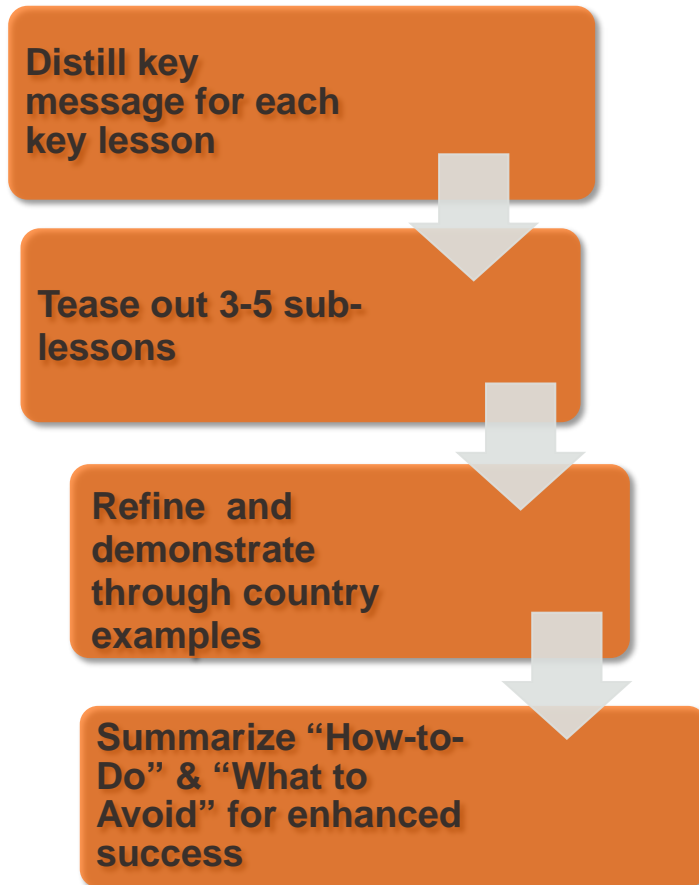 Distill key
message for each
key lesson
Tease out 3-5 sub-
lessons
Refine and
demonstrate
through country
examples
Summarize “How-to-
Do” & “What to
Avoid” for enhanced
success